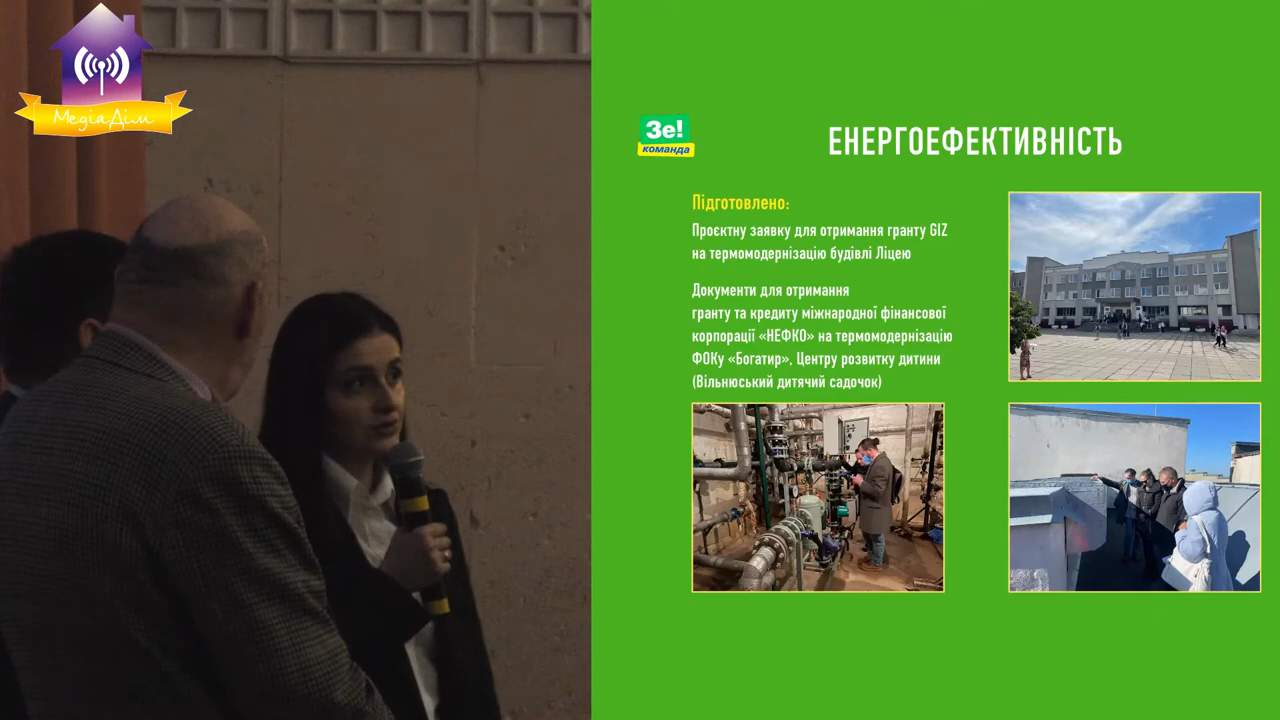 МедіаДім
Зе!
команда
ЕНЕРГОЕФЕКТИВНІСТЬ
Підготовлено:
Проєктну заявку для отримання гранту GIZ
на термомодернізацію будівлі Ліцею
Документи для отримання
гранту та кредиту міжнародної фінансової
корпорації «НЕФКО» на термомодернізацію
ФОКу «Богатир», Центру розвитку дитини
(Вільнюський дитячий садочок)